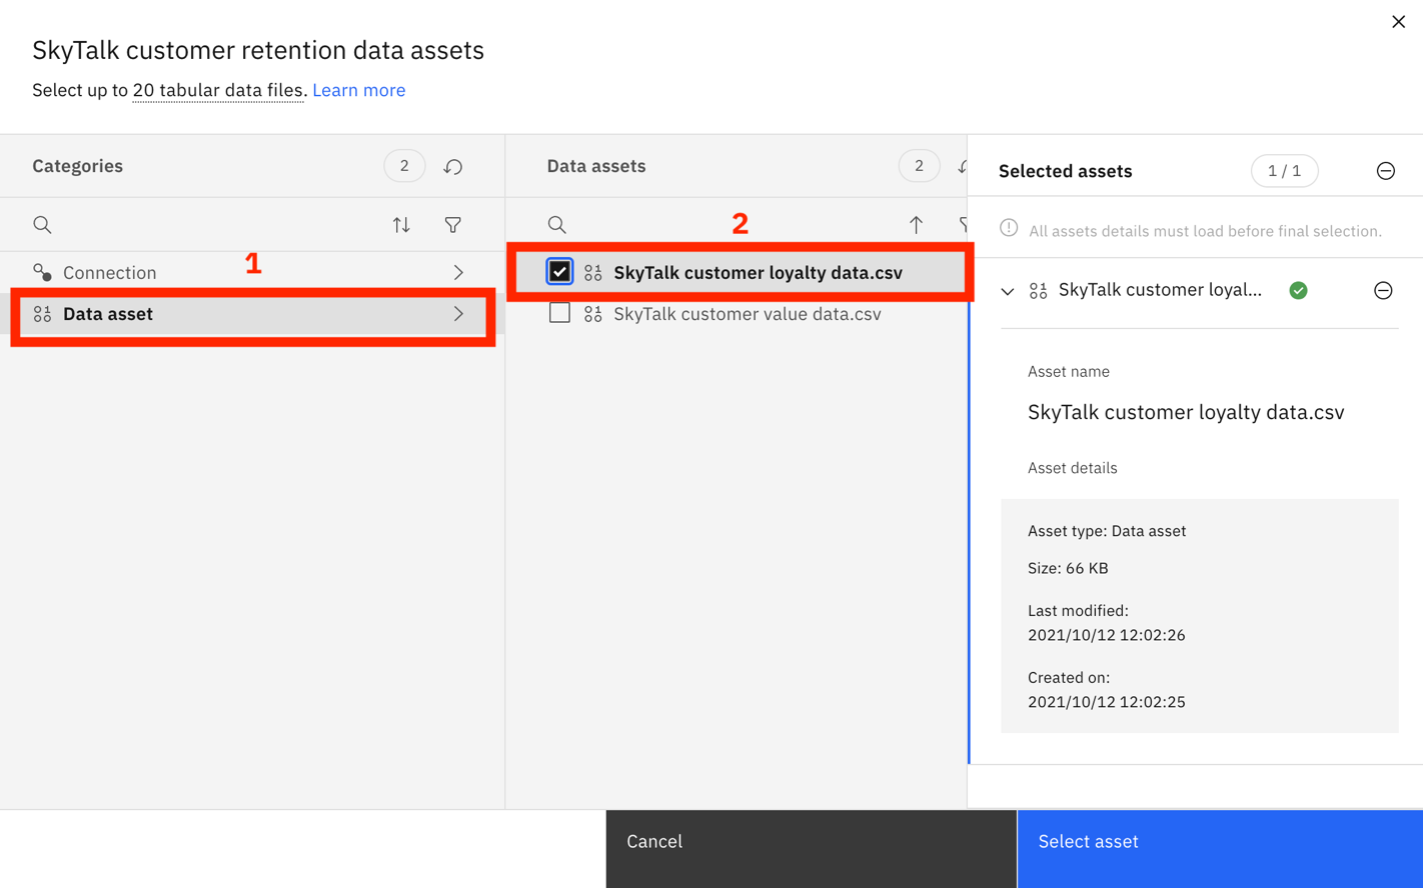 SkyTalk customer retention data assets
Select up to 20 tabular data files. Learn more
Categories
2
Data assets
2
Selected assets
1 / 1
1
2
All assets details must load before final selection.
Connection
Data asset
SkyTalk customer loyalty data.csv
SkyTalk customer value data.csv
SkyTalk customer loyal...
Asset name
SkyTalk customer loyalty data.csv
Asset details
Asset type: Data asset
Size: 66 KB
Last modified:
2021/10/12 12:02:26
Created on:
2021/10/12 12:02:25
Cancel
Select asset